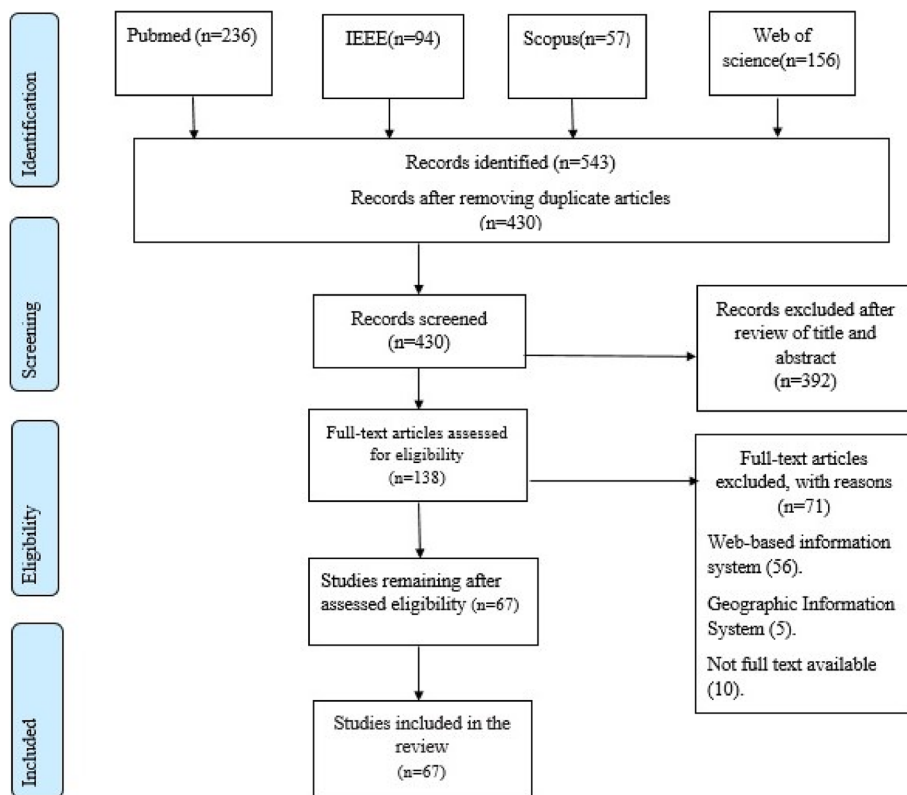 Identification
Pubmed (n=236)
IEEE(n=94)
Scopus(n=57)
Web of
science(n=156)
Records identified (n=543)
Records after removing duplicate articles
(n=430)
Screening
Records screened
(n=430)
Records excluded after
review of title and
abstract
(n=392)
Eligibility
Full-text articles assessed
for eligibility
(n=138)
Full-text articles
excluded, with reasons
(n=71)
Web-based information
system (56).
Geographic Information
System (5).
Not full text available
(10).
Studies remaining after
assessed eligibility (n=67)
Included
Studies included in the
review
(n=67)